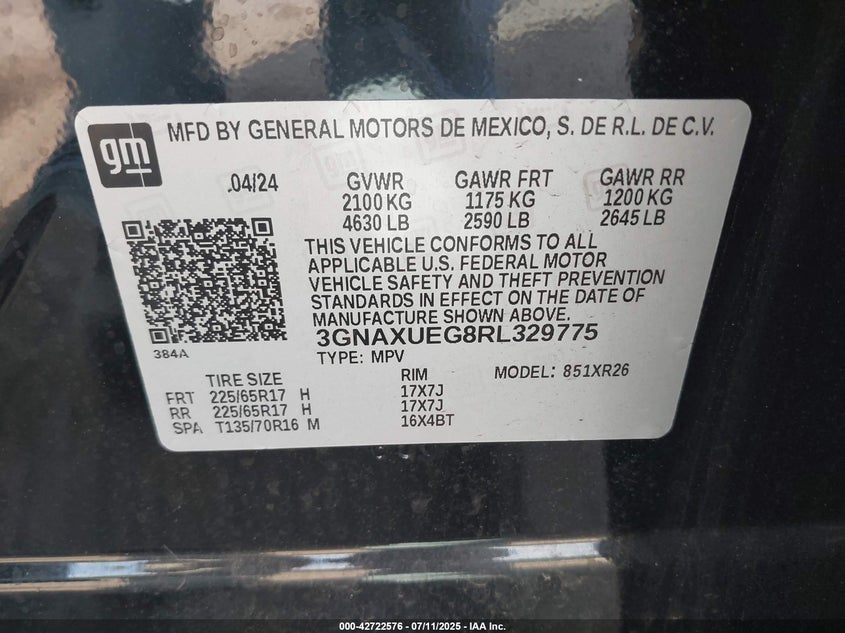 gm
MFD BY GENERAL MOTORS DE MEXICO, S. DE R.L. DE C.V.
.04/24 GVWR GAWR FRT GAWR RR
2100 KG 1175 KG 1200 KG
4630 LB 2590 LB 2645 LB
THIS VEHICLE CONFORMS TO ALL
APPLICABLE U.S. FEDERAL MOTOR
VEHICLE SAFETY AND THEFT PREVENTION
STANDARDS IN EFFECT ON THE DATE OF
MANUFACTURE SHOWN ABOVE.
384A
3GNAXUEG8RL329775
TYPE: MPV
TIRE SIZE RIM MODEL: 851XR26
FRT 225/65R17 H 17X7J
RR 225/65R17 H 17X7J
SPA T135/70R16 M 16X4BT
000-42722576 - 07/11/2025 - IAA Inc.